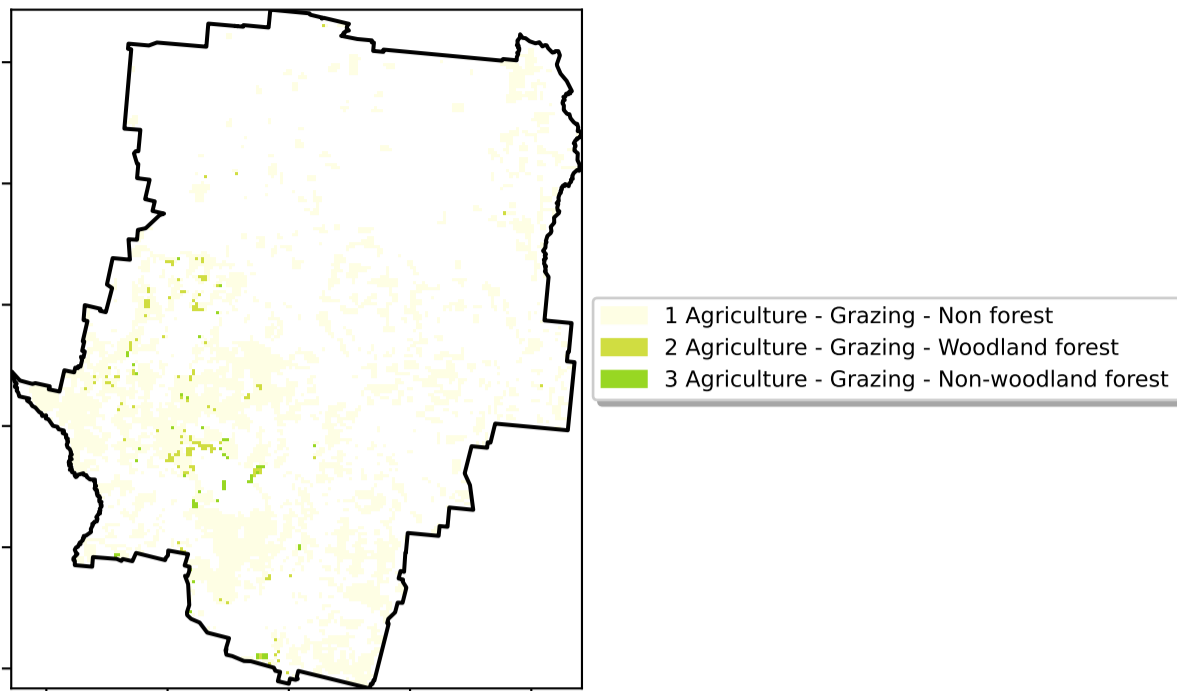 1 Agriculture - Grazing - Non forest
2 Agriculture - Grazing - Woodland forest
3 Agriculture - Grazing - Non-woodland forest